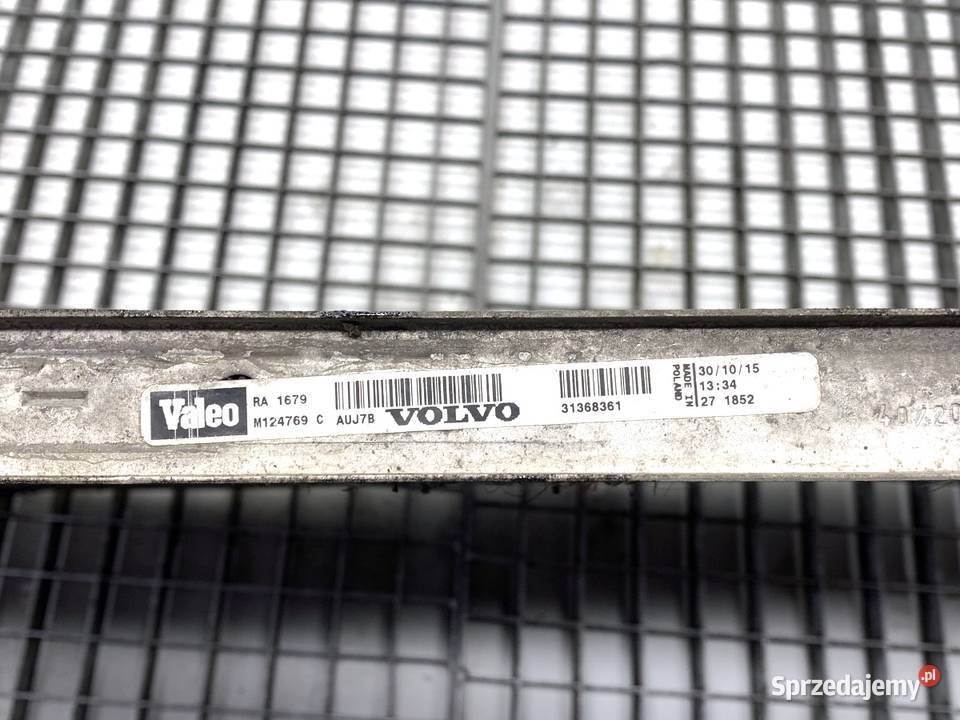 Valeo
RA 1679
M124769 C AUJ7B VOLVO
31368361
MADE IN
POLAND
30/10/15
13:34
27 1852
Sprzedajemy.pl